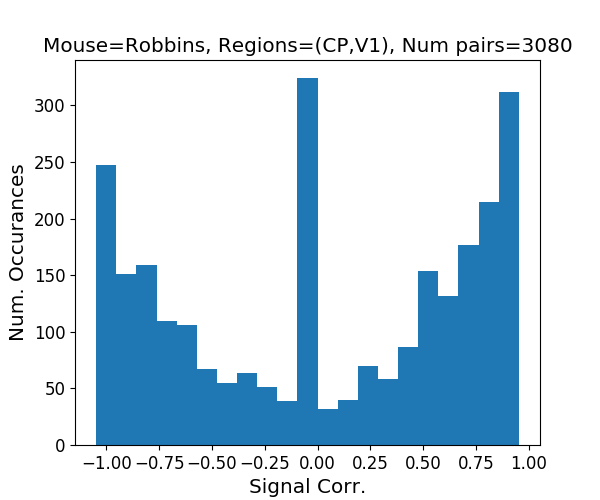 Mouse=Robbins, Regions=(CP,V1), Num pairs=3080
300
250
200
150
100
50
0
Num. Occurances
−1.00 −0.75 −0.50 −0.25 0.00 0.25 0.50 0.75 1.00
Signal Corr.